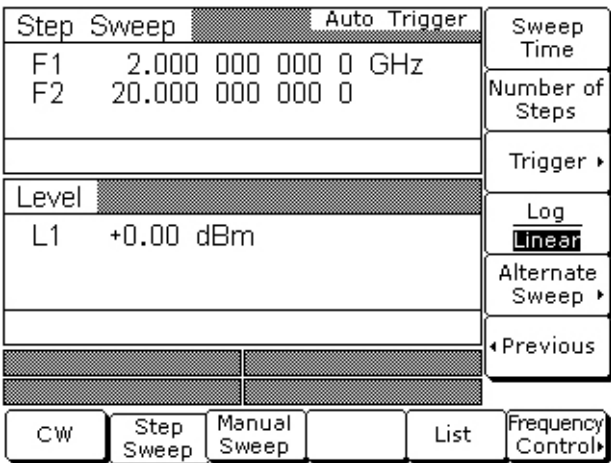 Step Sweep Auto Trigger
F1 2.000 000 000 0 GHz
F2 20.000 000 000 0
Level
L1 +0.00 dBm
Sweep
Time
Number of
Steps
Trigger
Log
Linear
Alternate
Sweep
Previous
CW
Step
Sweep
Manual
Sweep
List
Frequency
Control